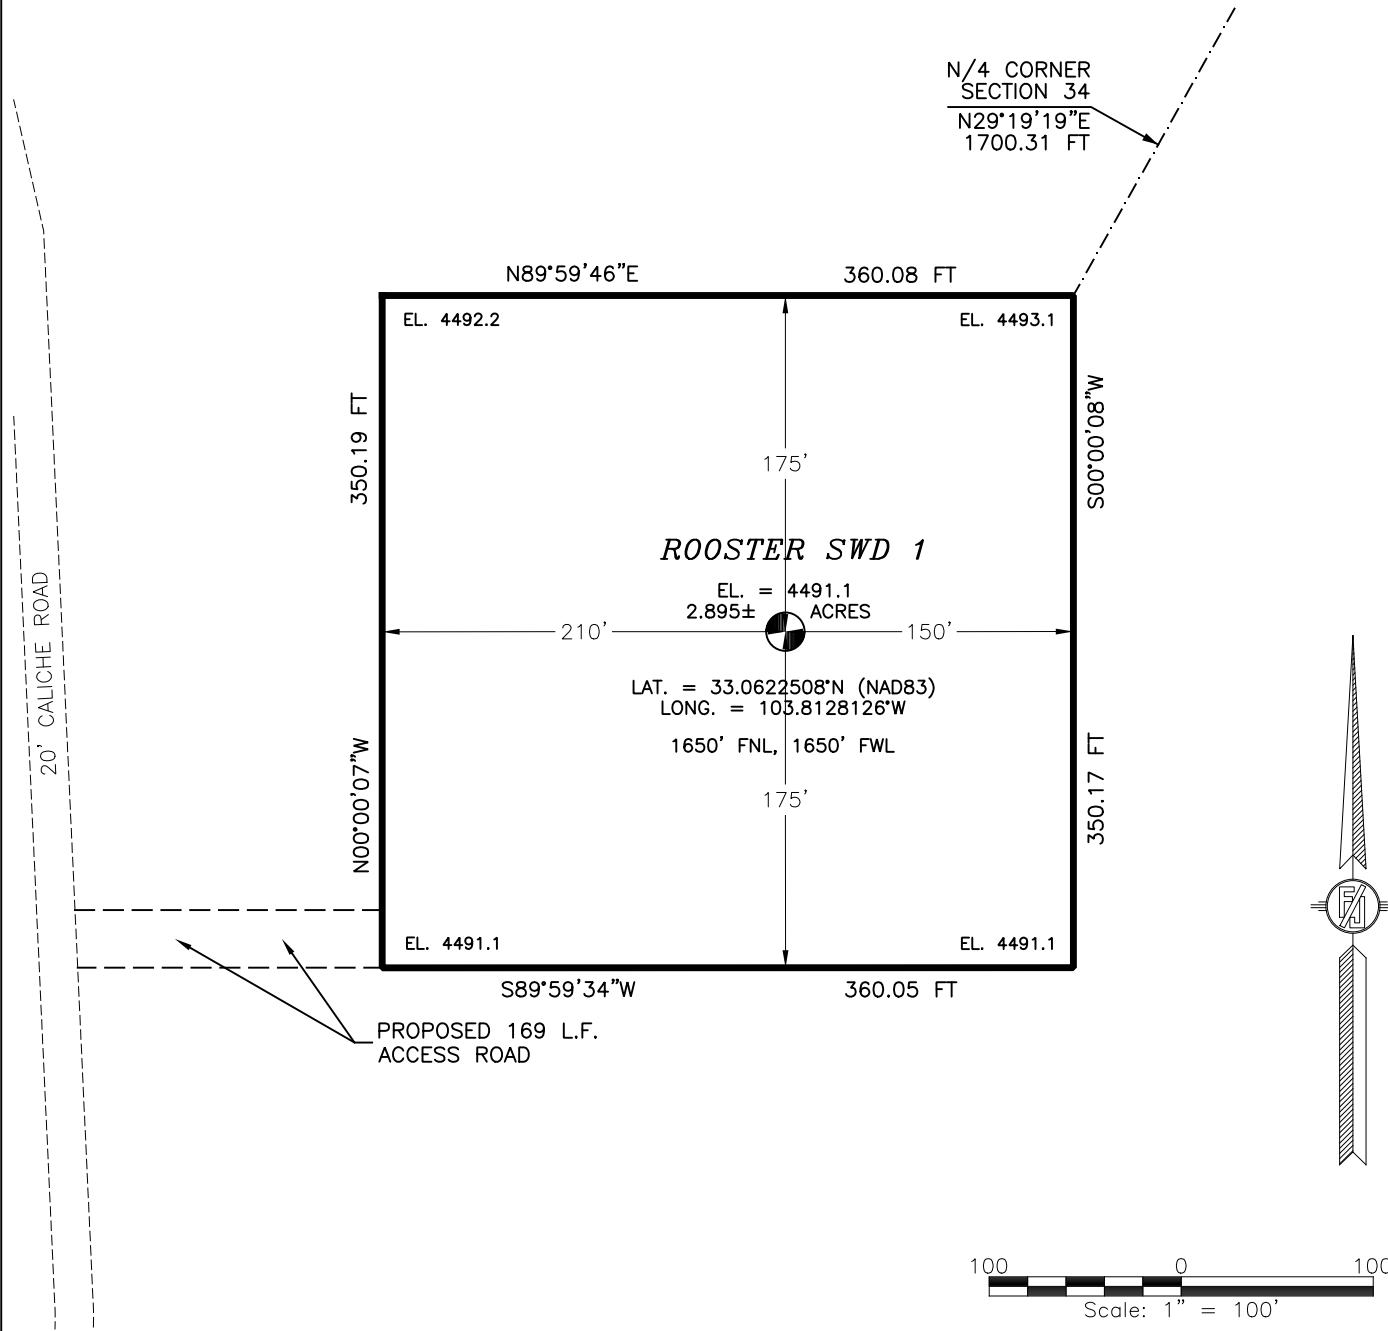 N/4 CORNER
SECTION 34
N29°19'19"E
1700.31 FT
N89°59'46"E
360.08 FT
EL. 4492.2
EL. 4493.1
350.19 FT
S00°00'08"W
175'
ROOSTER SWD 1
EL. = 4491.1
2.895± ACRES
210'
150'
20' CALICHE ROAD
LAT. = 33.0622508°N (NAD83)
LONG. = 103.8128126°W
1650' FNL, 1650' FWL
N00°00'07"W
350.17 FT
175'
FJ
EL. 4491.1
EL. 4491.1
S89°59'34"W
360.05 FT
PROPOSED 169 L.F.
ACCESS ROAD
100 0 100
Scale: 1" = 100'